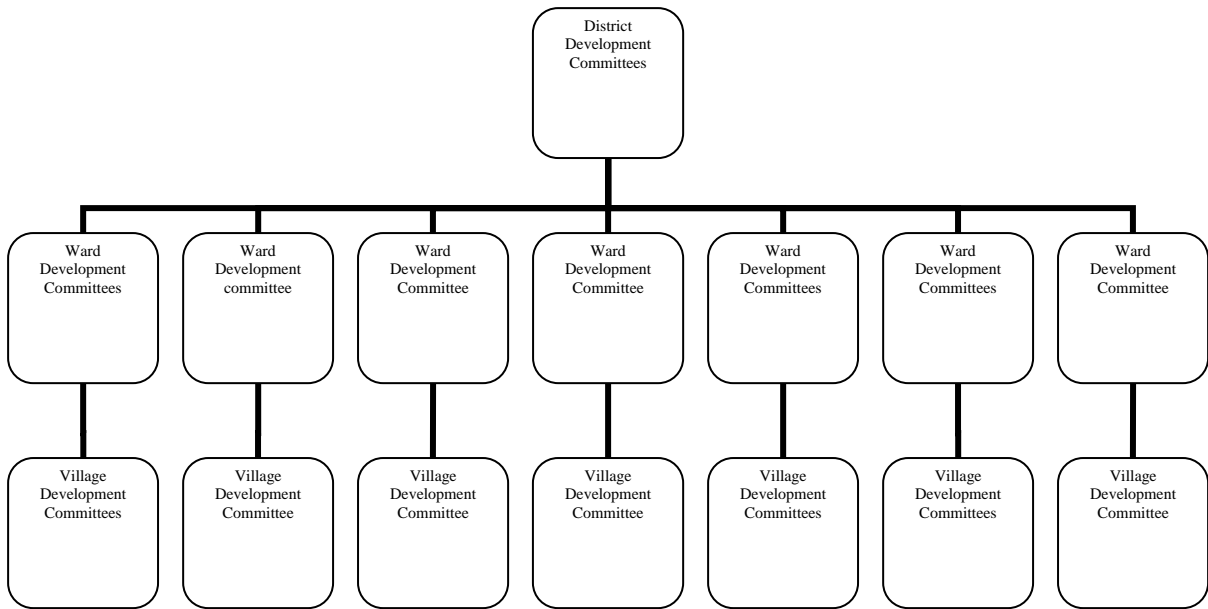 District
Development
Committees
Ward
Development
Committees
Ward
Development
committee
Ward
Development
Committee
Ward
Development
Committee
Ward
Development
Committees
Ward
Development
Committees
Ward
Development
Committee
Village
Development
Committees
Village
Development
Committee
Village
Development
Committee
Village
Development
Committee
Village
Development
Committees
Village
Development
Committees
Village
Development
Committee